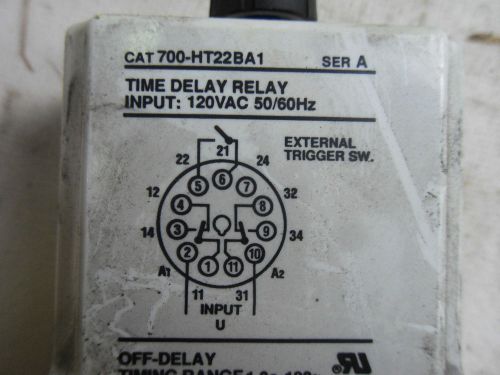 CAT 700-HT22BA1 SER A
TIME DELAY RELAY
INPUT: 120VAC 50/60Hz
EXTERNAL
TRIGGER SW.
21
22 24
5 6 7
12 4 8 32
14 3 9 34
2 1 11 10
A1 A2
11 31
INPUT
U
OFF-DELAY
TIMING RANGE